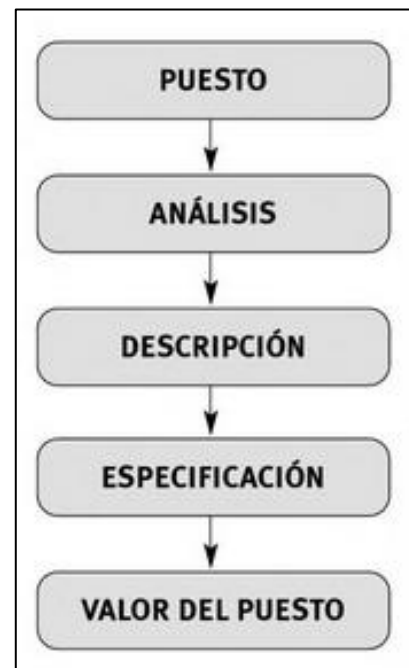 PUESTO
ANÁLISIS
DESCRIPCIÓN
ESPECIFICACIÓN
VALOR DEL PUESTO